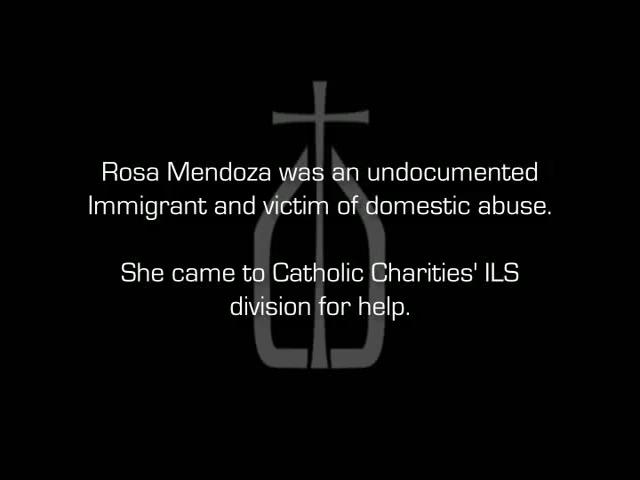 Rosa Mendoza was an undocumented
Immigrant and victim of domestic abuse.
She came to Catholic Charities' ILS
division for help.